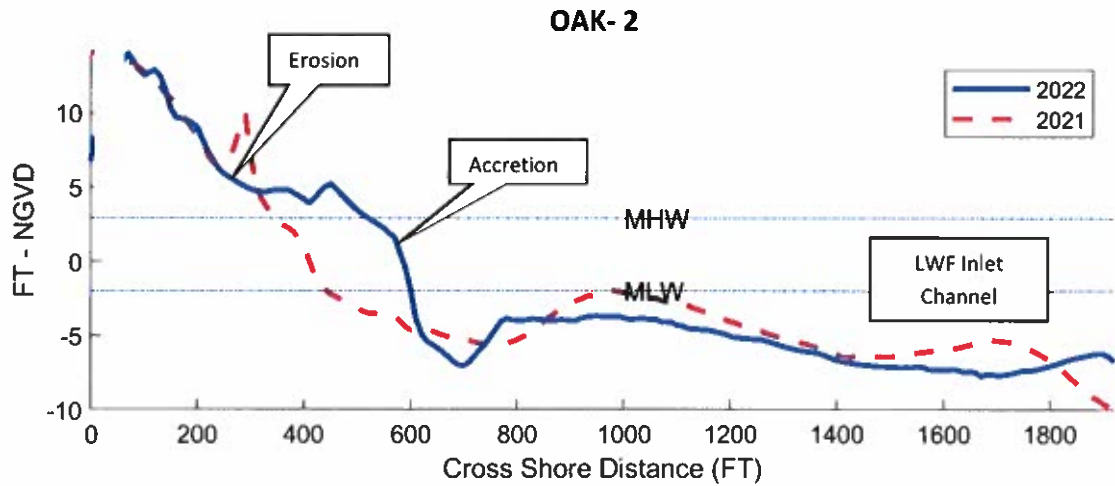 OAK- 2
Erosion
Accretion
2022
2021
MHW
MLW
LWF Inlet
Channel
FT - NGVD
10
5
0
-5
-10
0
200
400
600
800
1000
1200
1400
1600
1800
Cross Shore Distance (FT)